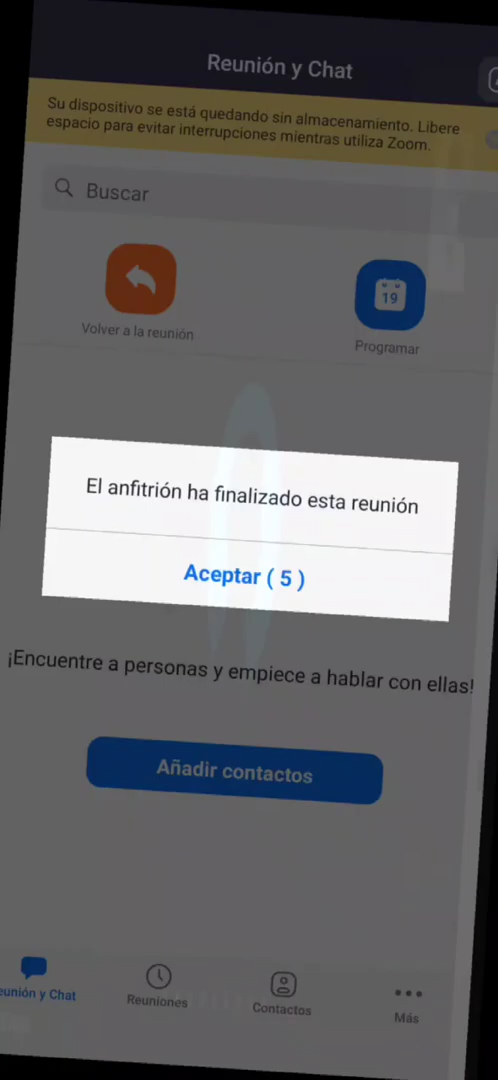 Reunión y Chat
Su dispositivo se está quedando sin almacenamiento. Libere
espacio para evitar interrupciones mientras utiliza Zoom.
Buscar
19
Volver a la reunión
Programar
El anfitrión ha finalizado esta reunión
Aceptar ( 5 )
¡Encuentre a personas y empiece a hablar con ellas!
Añadir contactos
eunión y Chat
Reuniones
Contactos
Más